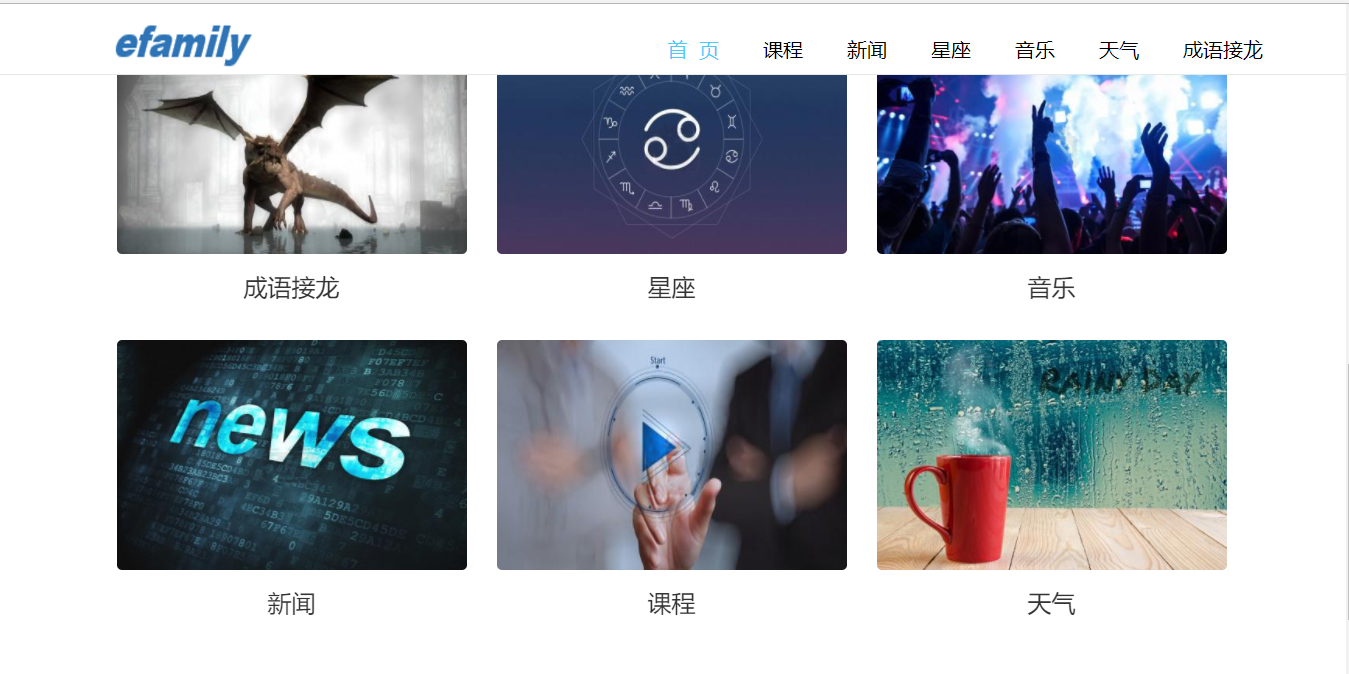 efamily
首 页 课程 新闻 星座 音乐 天气 成语接龙
成语接龙 星座 音乐
news
Start
RAINY DAY
新闻 课程 天气